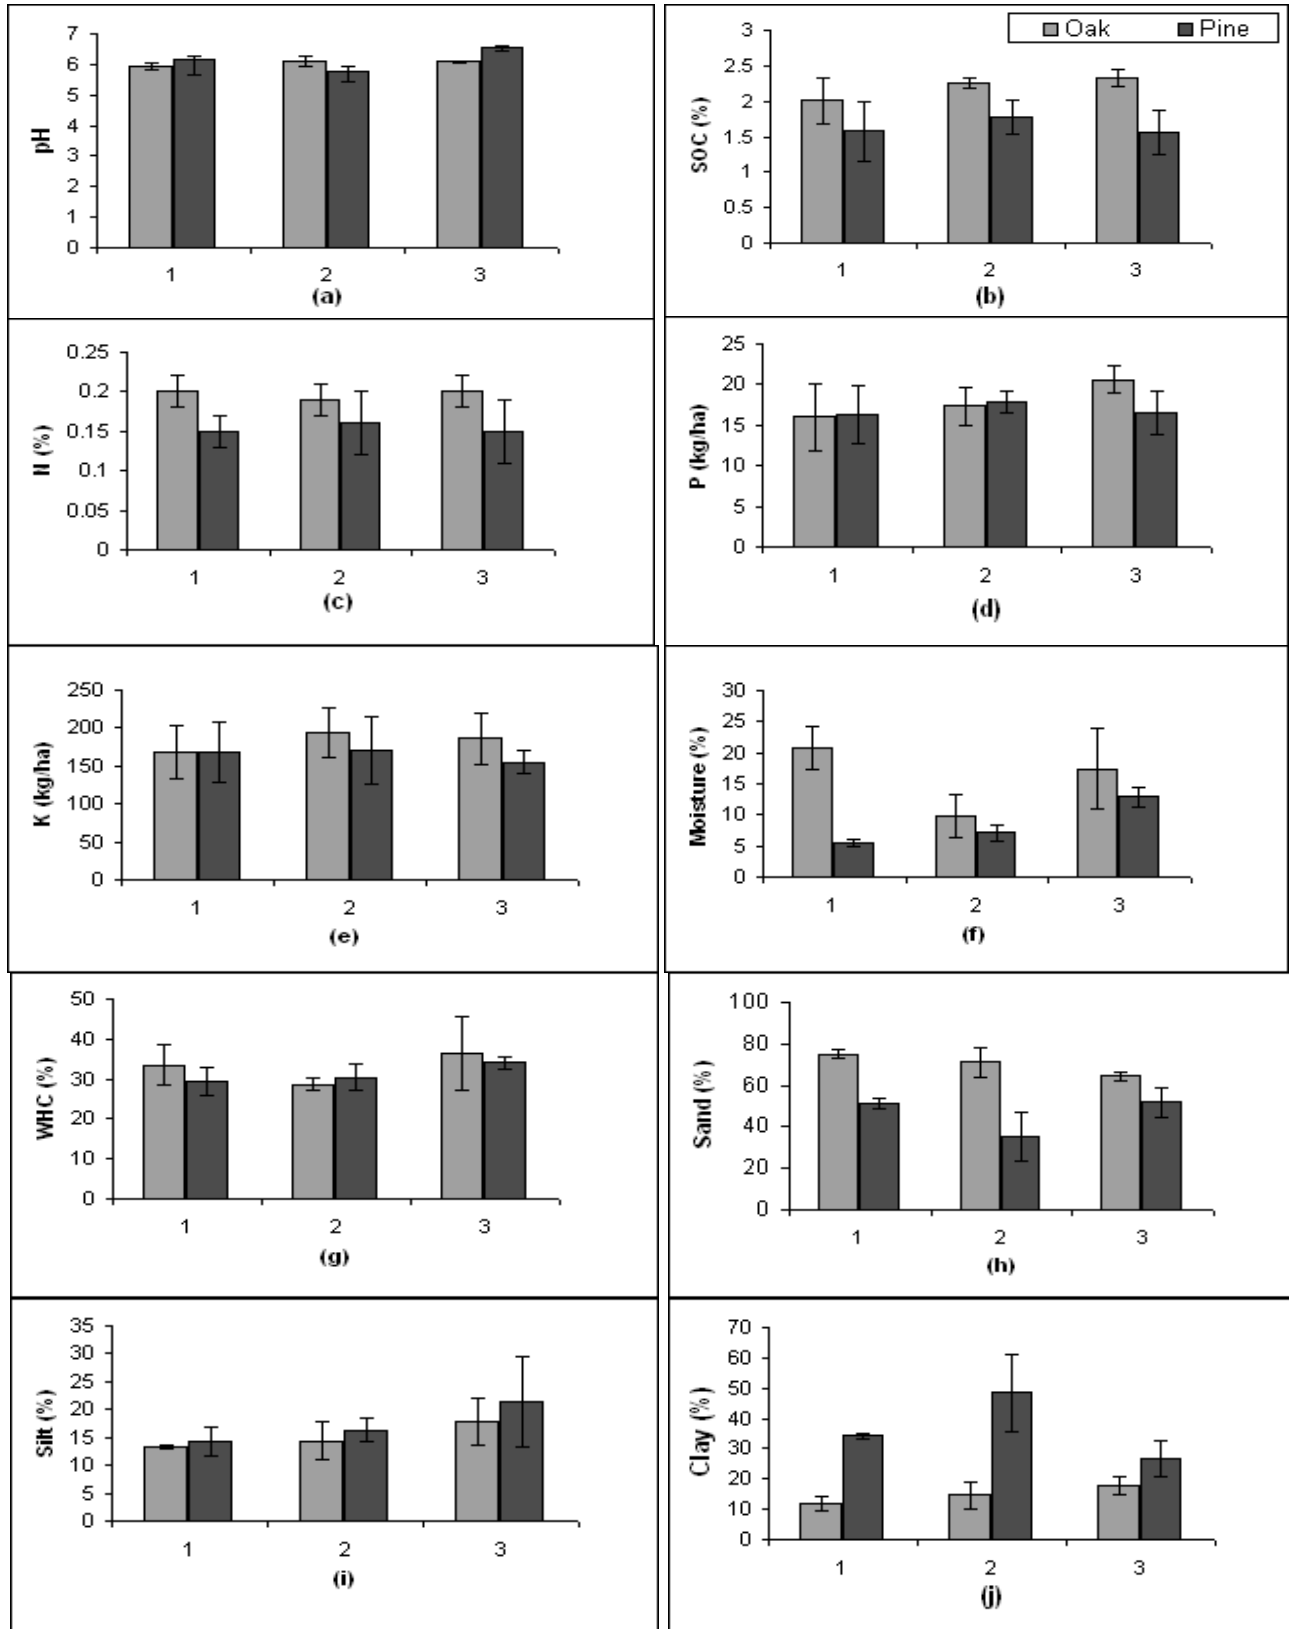 7
6
5
4
3
2
1
0
pH
1 2 3
(a)
Oak Pine
3
2.5
2
1.5
1
0.5
0
SOC (%)
1 2 3
(b)
0.25
0.2
0.15
0.1
0.05
0
N (%)
1 2 3
(c)
25
20
15
10
5
0
P (kg/ha)
1 2 3
(d)
250
200
150
100
50
0
K (kg/ha)
1 2 3
(e)
30
25
20
15
10
5
0
Moisture (%)
1 2 3
(f)
50
40
30
20
10
0
WHC (%)
1 2 3
(g)
100
80
60
40
20
0
Sand (%)
1 2 3
(h)
35
30
25
20
15
10
5
0
Silt (%)
1 2 3
(i)
70
60
50
40
30
20
10
0
Clay (%)
1 2 3
(j)